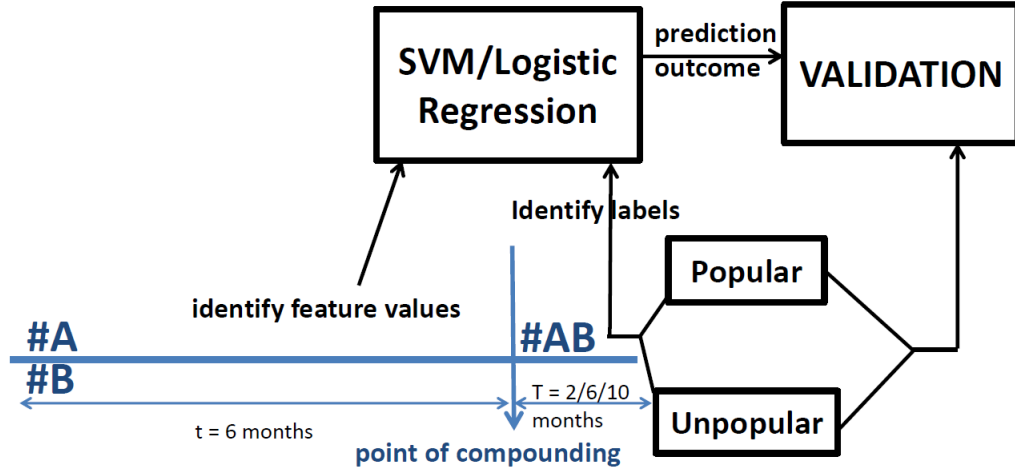 SVM/Logistic
Regression
prediction
outcome
VALIDATION
Identify labels
Popular
identify feature values
#A
#AB
#B
T = 2/6/10
months
Unpopular
t = 6 months
point of compounding